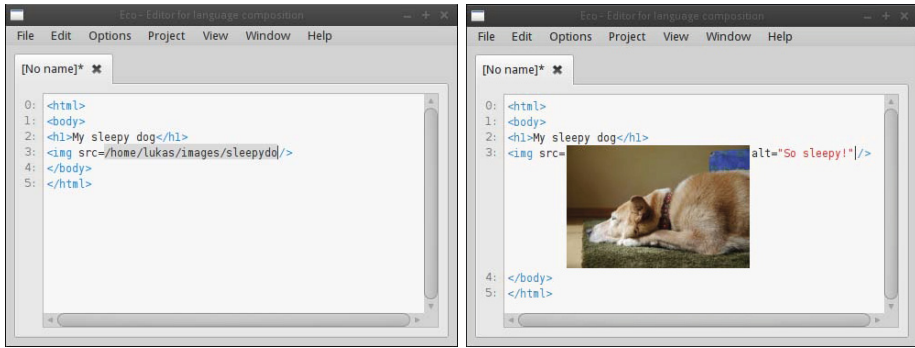 Eco - Editor for language composition
File Edit Options Project View Window Help
[No name]* ✖
0: <html>
1: <body>
2: <h1>My sleepy dog</h1>
3: <img src=/home/lukas/images/sleepydo/>
4: </body>
5: </html>
Eco - Editor for language composition
File Edit Options Project View Window Help
[No name]* ✖
0: <html>
1: <body>
2: <h1>My sleepy dog</h1>
3: <img src= alt="So sleepy!"/>
4: </body>
5: </html>